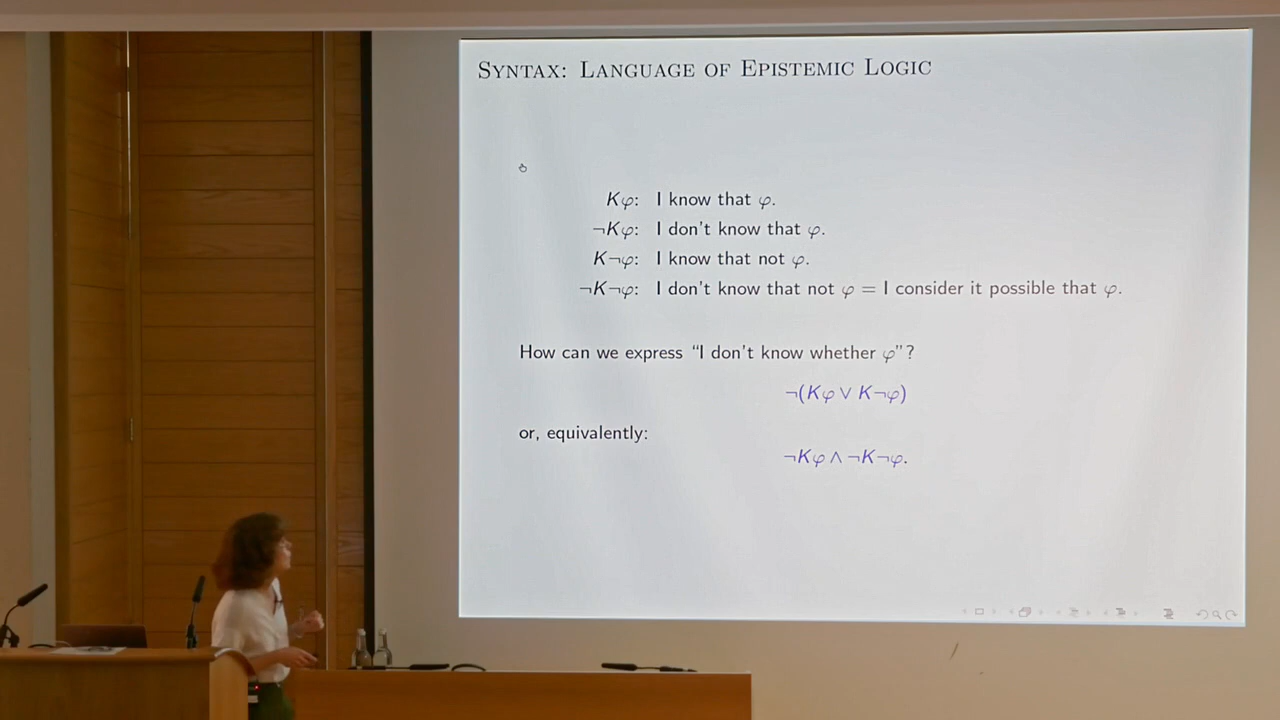 SYNTAX: LANGUAGE OF EPISTEMIC LOGIC
Kφ: I know that φ.
¬Kφ: I don't know that φ.
K¬φ: I know that not φ.
¬K¬φ: I don't know that not φ = I consider it possible that φ.
How can we express “I don't know whether φ”?
¬(Kφ ∨ K¬φ)
or, equivalently:
¬Kφ ∧ ¬K¬φ.